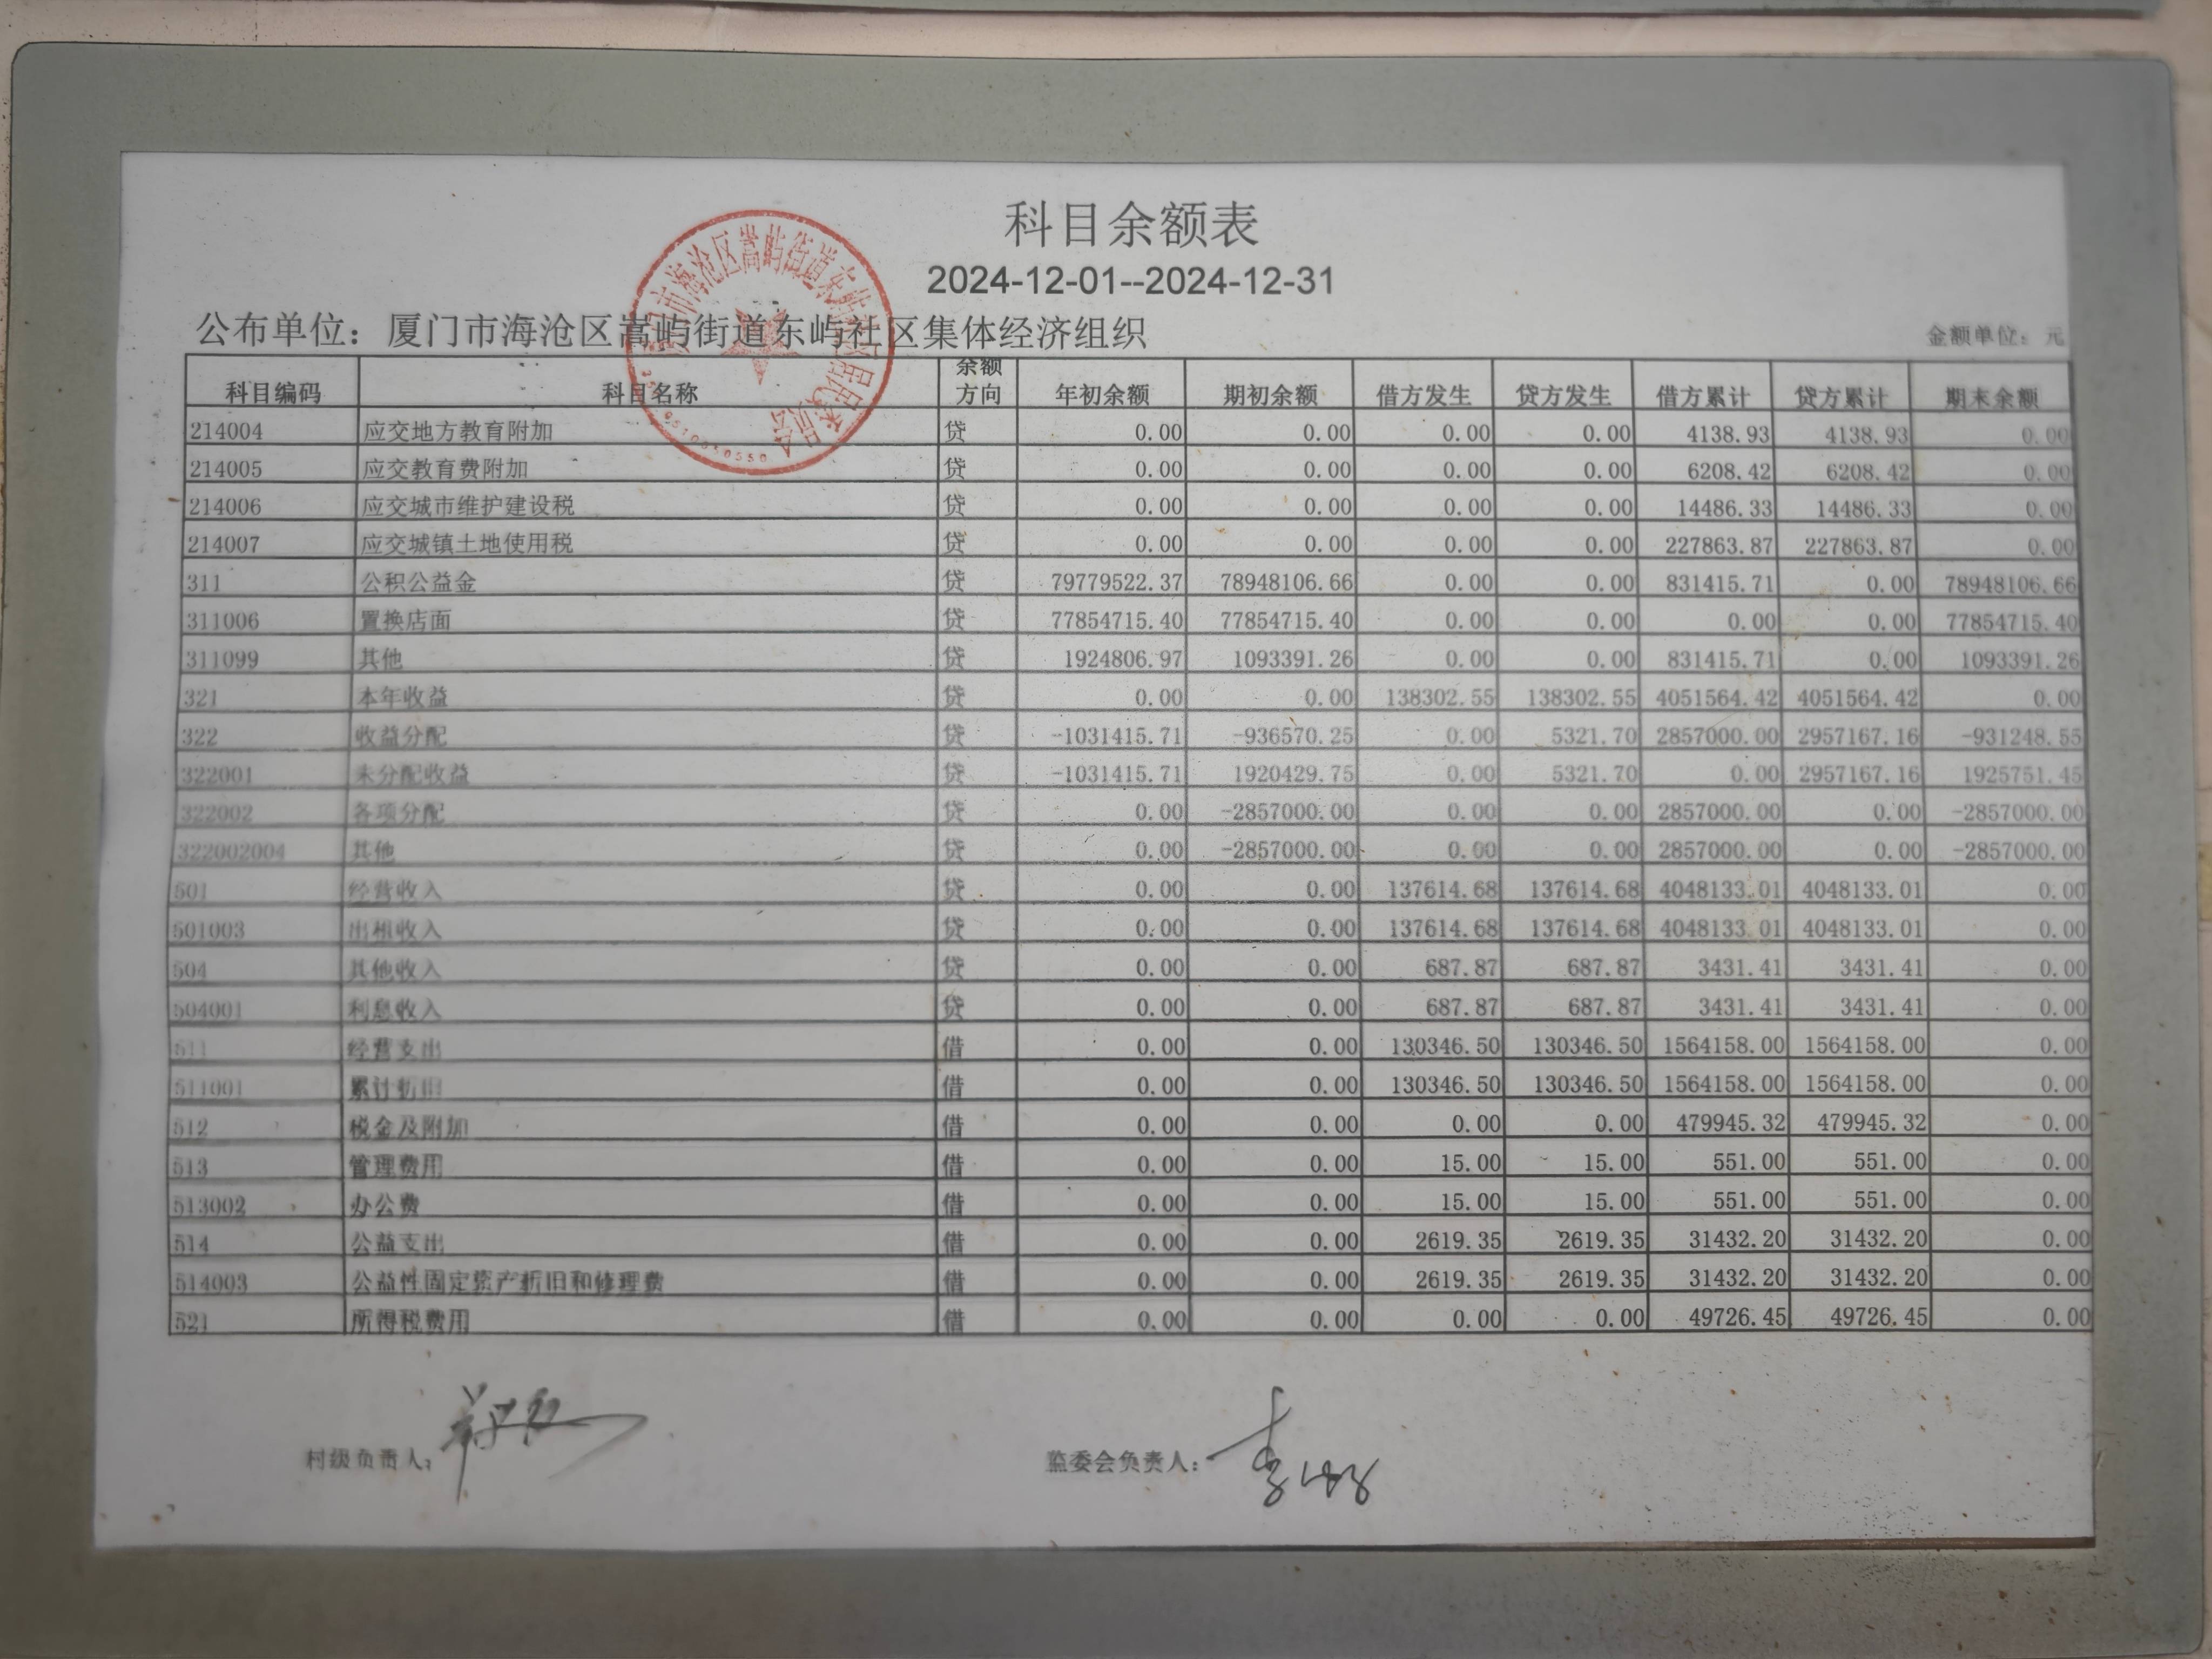 科目余额表
2024-12-01--2024-12-31
公布单位：厦门市海沧区嵩屿街道东屿社区集体经济组织 金额单位：元
科目编码 科目名称 余额方向 年初余额 期初余额 借方发生 贷方发生 借方累计 贷方累计 期末余额
214004 应交地方教育附加 贷 0.00 0.00 0.00 0.00 4138.93 4138.93 0.00
214005 应交教育费附加 贷 0.00 0.00 0.00 0.00 6208.42 6208.42 0.00
214006 应交城市维护建设税 贷 0.00 0.00 0.00 0.00 14486.33 14486.33 0.00
214007 应交城镇土地使用税 贷 0.00 0.00 0.00 0.00 227863.87 227863.87 0.00
311 公积公益金 贷 79779522.37 78948106.66 0.00 0.00 831415.71 0.00 78948106.66
311006 置换店面 贷 77854715.40 77854715.40 0.00 0.00 0.00 0.00 77854715.40
311099 其他 贷 1924806.97 1093391.26 0.00 0.00 831415.71 0.00 1093391.26
321 本年收益 贷 0.00 0.00 138302.55 138302.55 4051564.42 4051564.42 0.00
322 收益分配 贷 -1031415.71 -936570.25 0.00 5321.70 2857000.00 2957167.16 -931248.55
322001 未分配收益 贷 -1031415.71 1920429.75 0.00 5321.70 0.00 2957167.16 1925751.45
322002 各项分配 贷 0.00 -2857000.00 0.00 0.00 2857000.00 0.00 -2857000.00
322002004 其他 贷 0.00 -2857000.00 0.00 0.00 2857000.00 0.00 -2857000.00
501 经营收入 贷 0.00 0.00 137614.68 137614.68 4048133.01 4048133.01 0.00
501003 出租收入 贷 0.00 0.00 137614.68 137614.68 4048133.01 4048133.01 0.00
504 其他收入 贷 0.00 0.00 687.87 687.87 3431.41 3431.41 0.00
504001 利息收入 贷 0.00 0.00 687.87 687.87 3431.41 3431.41 0.00
511 经营支出 借 0.00 0.00 130346.50 130346.50 1564158.00 1564158.00 0.00
511001 累计折旧 借 0.00 0.00 130346.50 130346.50 1564158.00 1564158.00 0.00
512 税金及附加 借 0.00 0.00 0.00 0.00 479945.32 479945.32 0.00
513 管理费用 借 0.00 0.00 15.00 15.00 551.00 551.00 0.00
513002 办公费 借 0.00 0.00 15.00 15.00 551.00 551.00 0.00
514 公益支出 借 0.00 0.00 2619.35 2619.35 31432.20 31432.20 0.00
514003 公益性固定资产折旧和修理费 借 0.00 0.00 2619.35 2619.35 31432.20 31432.20 0.00
521 所得税费用 借 0.00 0.00 0.00 0.00 49726.45 49726.45 0.00
村级负责人： 监委会负责人：